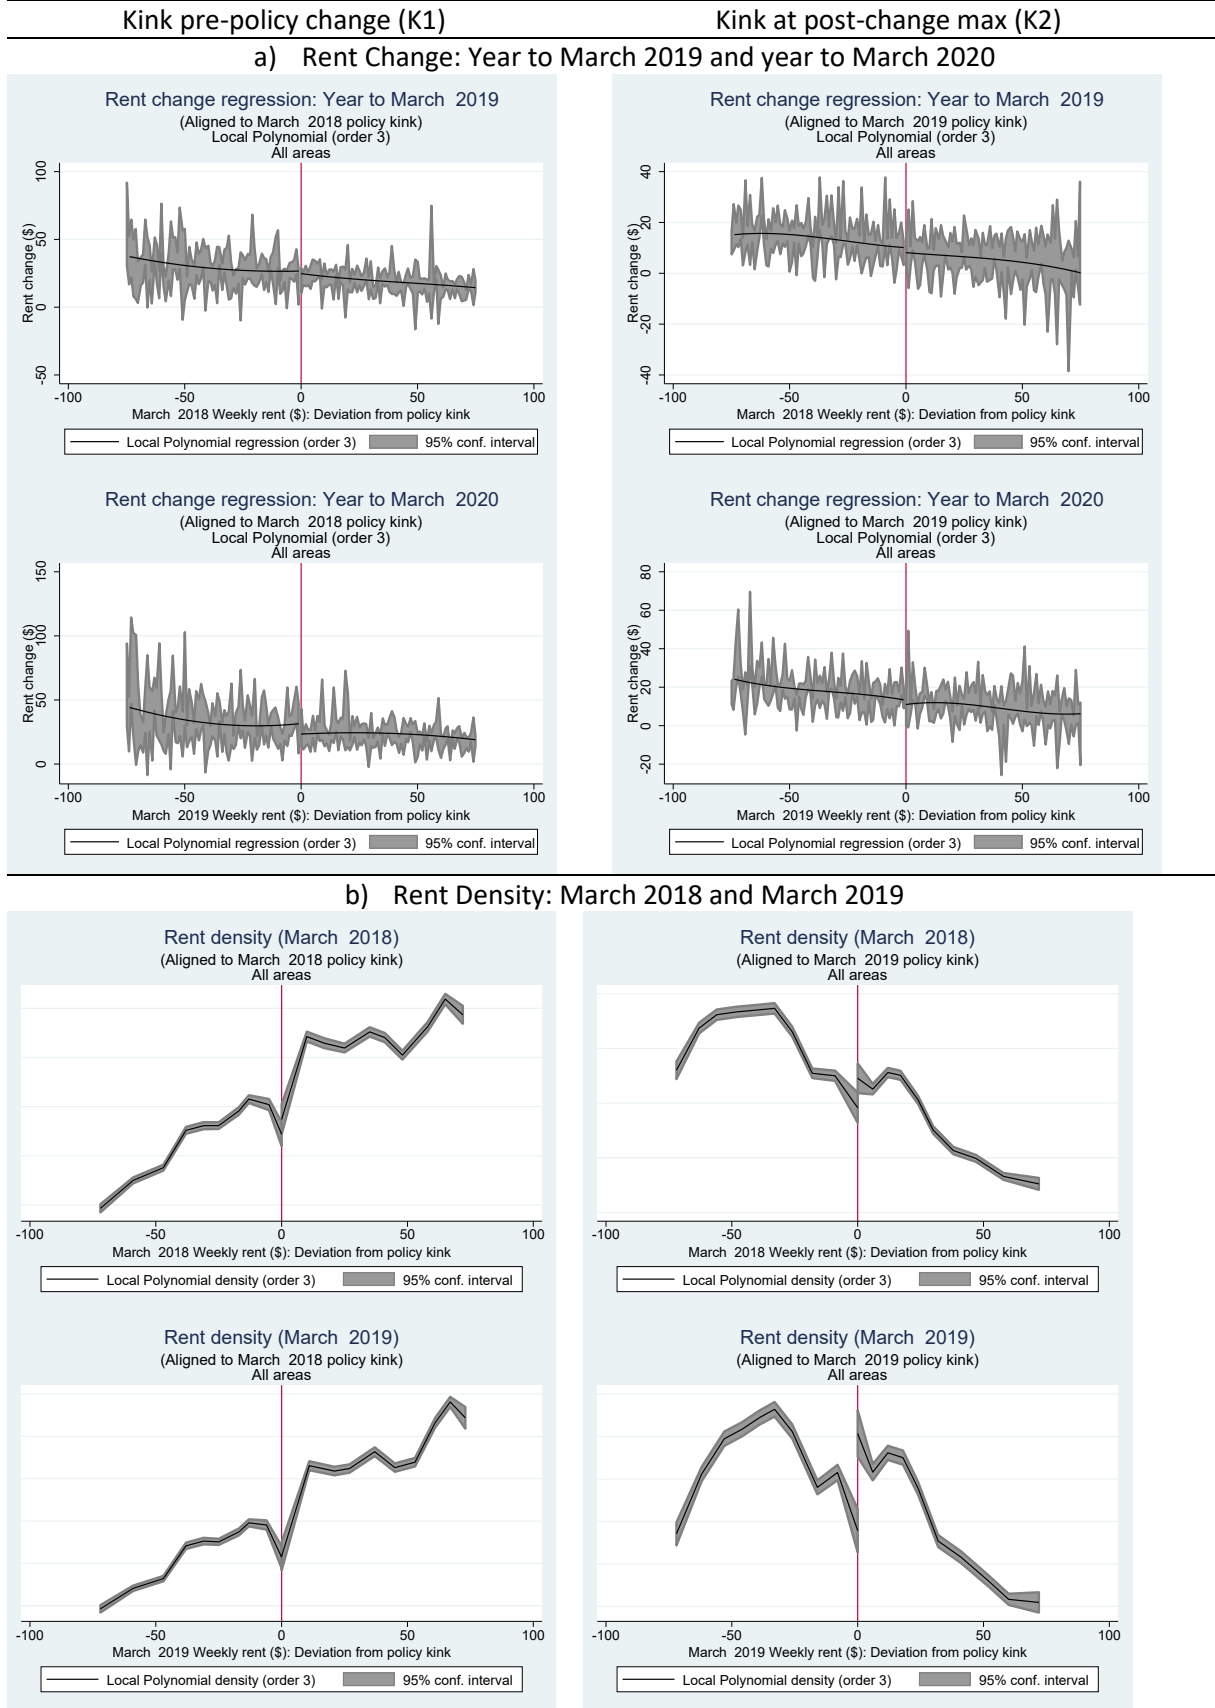 Kink pre-policy change (K1)
Kink at post-change max (K2)
a) Rent Change: Year to March 2019 and year to March 2020
Rent change regression: Year to March 2019
(Aligned to March 2018 policy kink)
Local Polynomial (order 3)
All areas
Rent change ($)
100
50
0
-50
-100
-50
0
50
100
March 2018 Weekly rent ($): Deviation from policy kink
Local Polynomial regression (order 3)
95% conf. interval
Rent change regression: Year to March 2019
(Aligned to March 2019 policy kink)
Local Polynomial (order 3)
All areas
Rent change ($)
40
20
0
-20
-40
-100
-50
0
50
100
March 2018 Weekly rent ($): Deviation from policy kink
Local Polynomial regression (order 3)
95% conf. interval
Rent change regression: Year to March 2020
(Aligned to March 2018 policy kink)
Local Polynomial (order 3)
All areas
Rent change ($)
150
100
50
0
-100
-50
0
50
100
March 2019 Weekly rent ($): Deviation from policy kink
Local Polynomial regression (order 3)
95% conf. interval
Rent change regression: Year to March 2020
(Aligned to March 2019 policy kink)
Local Polynomial (order 3)
All areas
Rent change ($)
80
60
40
20
0
-20
-100
-50
0
50
100
March 2019 Weekly rent ($): Deviation from policy kink
Local Polynomial regression (order 3)
95% conf. interval
b) Rent Density: March 2018 and March 2019
Rent density (March 2018)
(Aligned to March 2018 policy kink)
All areas
-100
-50
0
50
100
March 2018 Weekly rent ($): Deviation from policy kink
Local Polynomial density (order 3)
95% conf. interval
Rent density (March 2018)
(Aligned to March 2019 policy kink)
All areas
-100
-50
0
50
100
March 2018 Weekly rent ($): Deviation from policy kink
Local Polynomial density (order 3)
95% conf. interval
Rent density (March 2019)
(Aligned to March 2018 policy kink)
All areas
-100
-50
0
50
100
March 2019 Weekly rent ($): Deviation from policy kink
Local Polynomial density (order 3)
95% conf. interval
Rent density (March 2019)
(Aligned to March 2019 policy kink)
All areas
-100
-50
0
50
100
March 2019 Weekly rent ($): Deviation from policy kink
Local Polynomial density (order 3)
95% conf. interval